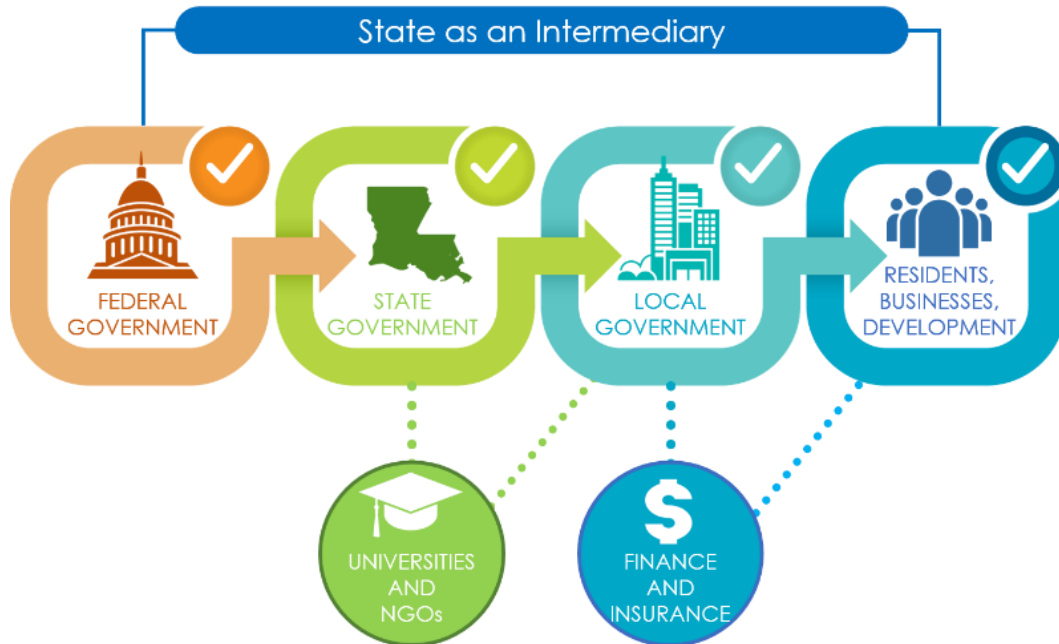 State as an Intermediary
FEDERAL
GOVERNMENT
STATE
GOVERNMENT
LOCAL
GOVERNMENT
RESIDENTS,
BUSINESSES,
DEVELOPMENT
UNIVERSITIES
AND
NGOs
$
FINANCE AND
INSURANCE